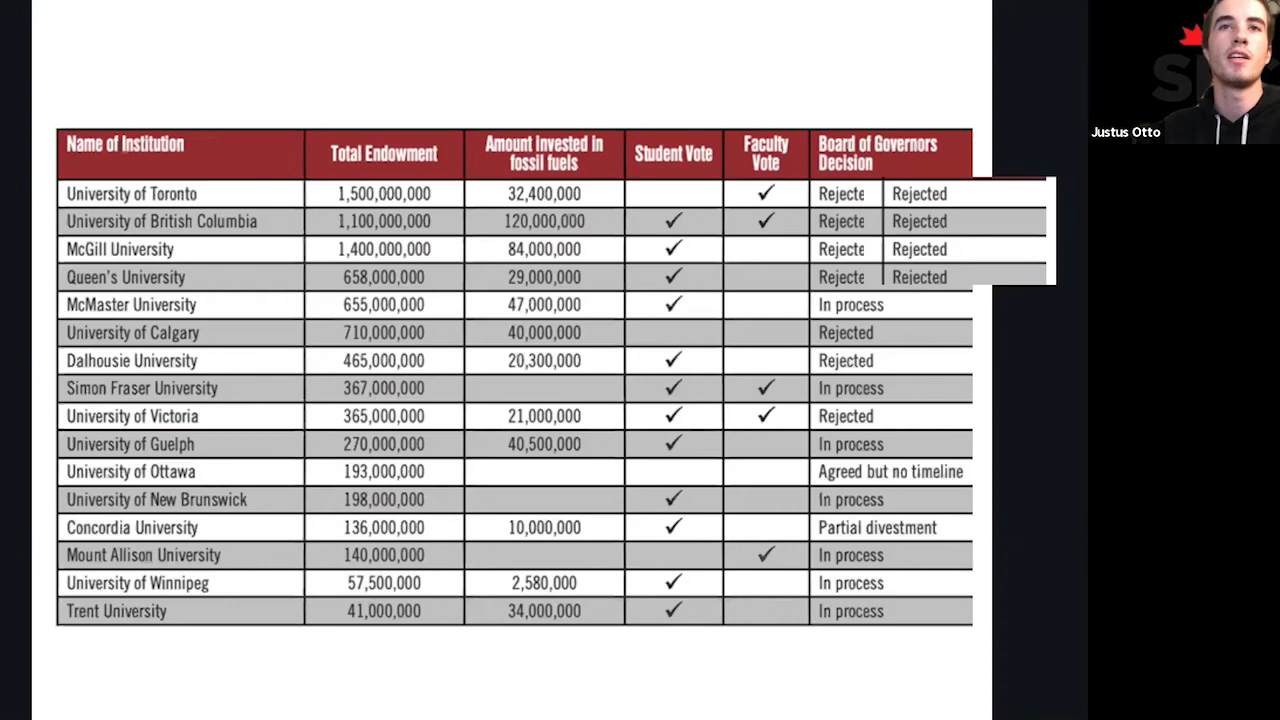 Name of Institution Total Endowment Amount invested in fossil fuels Student Vote Faculty Vote Board of Governors Decision
University of Toronto 1,500,000,000 32,400,000 ✓ Rejecte Rejected
University of British Columbia 1,100,000,000 120,000,000 ✓ ✓ Rejecte Rejected
McGill University 1,400,000,000 84,000,000 ✓ Rejecte Rejected
Queen's University 658,000,000 29,000,000 ✓ Rejecte Rejected
McMaster University 655,000,000 47,000,000 ✓ In process
University of Calgary 710,000,000 40,000,000 Rejected
Dalhousie University 465,000,000 20,300,000 ✓ Rejected
Simon Fraser University 367,000,000 ✓ ✓ In process
University of Victoria 365,000,000 21,000,000 ✓ ✓ Rejected
University of Guelph 270,000,000 40,500,000 ✓ In process
University of Ottawa 193,000,000 Agreed but no timeline
University of New Brunswick 198,000,000 ✓ In process
Concordia University 136,000,000 10,000,000 ✓ Partial divestment
Mount Allison University 140,000,000 ✓ In process
University of Winnipeg 57,500,000 2,580,000 ✓ In process
Trent University 41,000,000 34,000,000 ✓ In process
Justus Otto